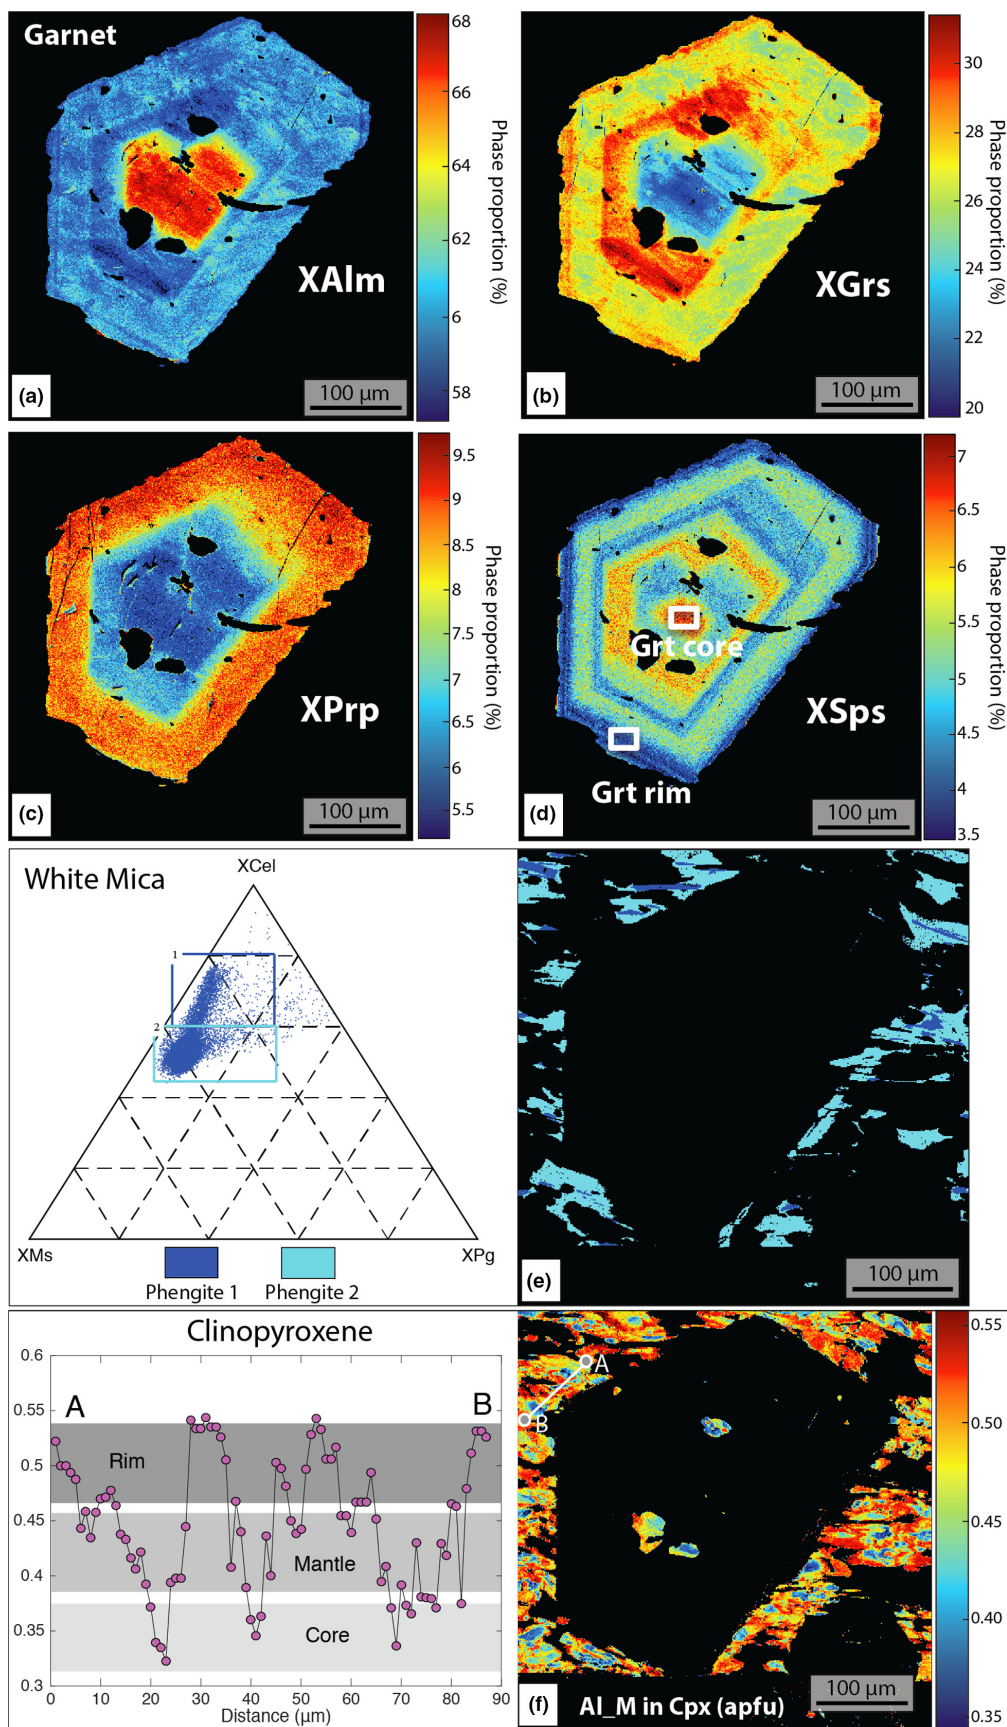 Garnet
68
66
64
62
6
58
Phase proportion (%)
XAlm
100 µm
(a)
30
28
26
24
22
20
Phase proportion (%)
XGrs
100 µm
(b)
9.5
9
8.5
8
7.5
7
6.5
6
5.5
Phase proportion (%)
XPrp
100 µm
(c)
7
6.5
6
5.5
5
4.5
4
3.5
Phase proportion (%)
Grt core
XSps
Grt rim
100 µm
(d)
White Mica
XCel
1
2
XMs
XPg
Phengite 1
Phengite 2
100 µm
(e)
Clinopyroxene
0.6
0.55
0.5
0.45
0.4
0.35
0.3
A
B
Rim
Mantle
Core
0 10 20 30 40 50 60 70 80 90
Distance (µm)
A
B
0.55
0.50
0.45
0.40
0.35
100 µm
(f)
Al_M in Cpx (apfu)